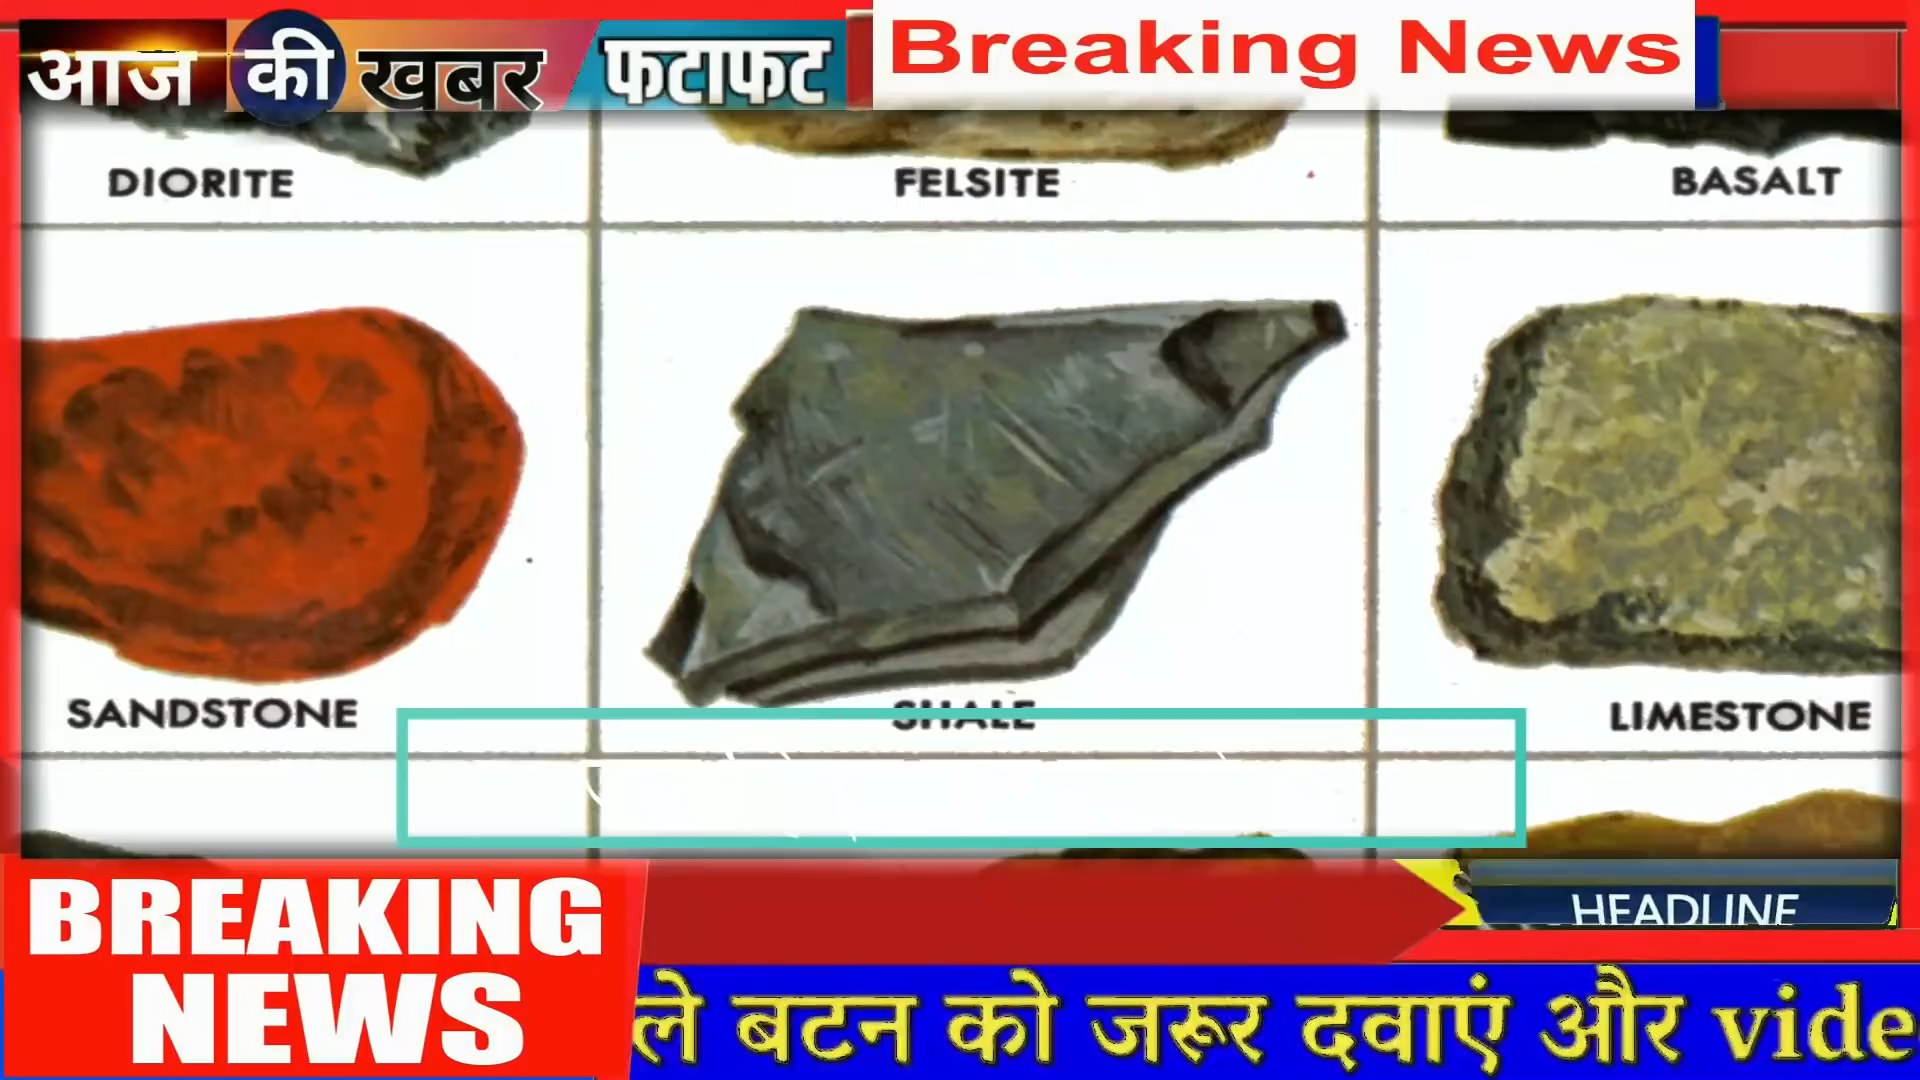 आज की खबर फटाफट
Breaking News
DIORITE
FELSITE
BASALT
SANDSTONE
SHALE
LIMESTONE
HEADLINE
BREAKING
NEWS
ले बटन को जरूर दवाएं और vide